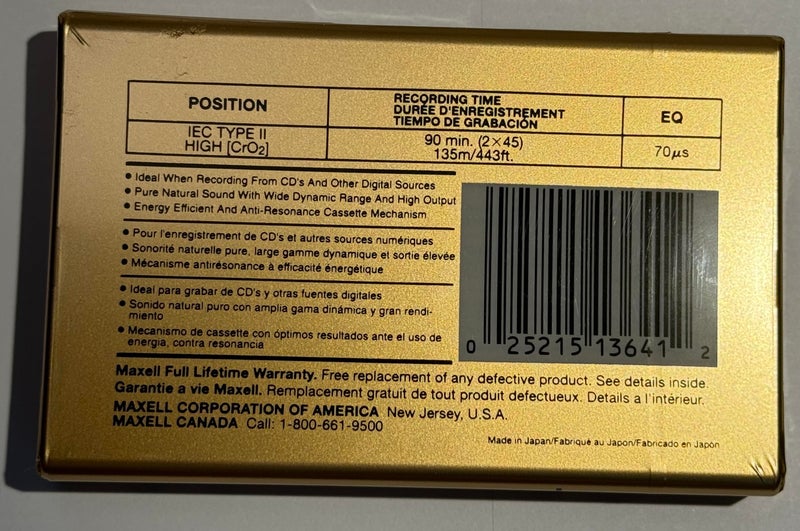 POSITION
RECORDING TIME
DURÉE D'ENREGISTREMENT
TIEMPO DE GRABACIÓN
EQ
IEC TYPE II
HIGH [CrO2]
90 min. (2×45)
135m/443ft.
70μs
• Ideal When Recording From CD's And Other Digital Sources
• Pure Natural Sound With Wide Dynamic Range And High Output
• Energy Efficient And Anti-Resonance Cassette Mechanism
• Pour l'enregistrement de CD's et autres sources numériques
• Sonorité naturelle pure, large gamme dynamique et sortie élevée
• Mécanisme antirésonance à efficacité énergétique
• Ideal para grabar de CD's y otras fuentes digitales
• Sonido natural puro con amplia gama dinámica y gran rendi-
miento
• Mecanismo de cassette con óptimos resultados ante el uso de
energia, contra resonancia
0 25215 13641 2
Maxell Full Lifetime Warranty. Free replacement of any defective product. See details inside.
Garantie a vie Maxell. Remplacement gratuit de tout produit defectueux. Details a l'intérieur.
MAXELL CORPORATION OF AMERICA New Jersey, U.S.A.
MAXELL CANADA Call: 1-800-661-9500
Made in Japan/Fabriqué au Japon/Fabricado en Japón